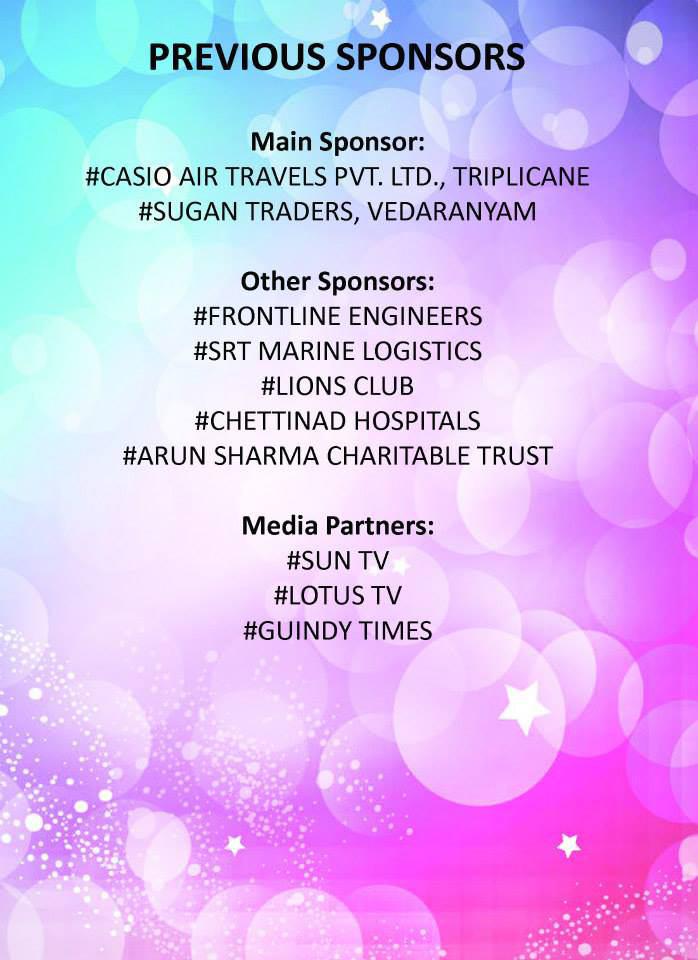 PREVIOUS SPONSORS
Main Sponsor:
#CASIO AIR TRAVELS PVT. LTD., TRIPLICANE
#SUGAN TRADERS, VEDARANYAM
Other Sponsors:
#FRONTLINE ENGINEERS
#SRT MARINE LOGISTICS
#LIONS CLUB
#CHETTINAD HOSPITALS
#ARUN SHARMA CHARITABLE TRUST
Media Partners:
#SUN TV
#LOTUS TV
#GUINDY TIMES